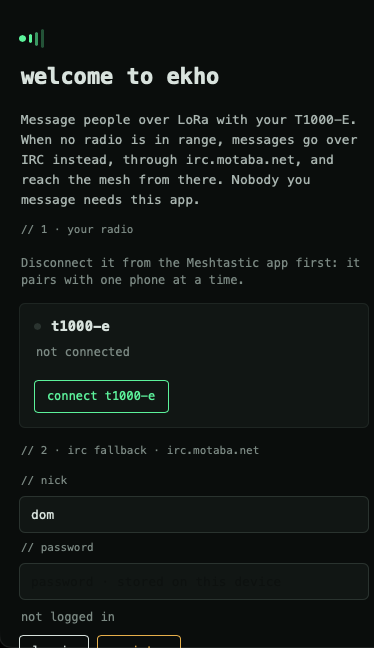 welcome to ekho
Message people over LoRa with your T1000-E.
When no radio is in range, messages go over
IRC instead, through irc.motaba.net, and
reach the mesh from there. Nobody you
message needs this app.
// 1 · your radio
Disconnect it from the Meshtastic app first: it
pairs with one phone at a time.
t1000-e
not connected
connect t1000-e
// 2 · irc fallback · irc.motaba.net
// nick
dom
// password
not logged in